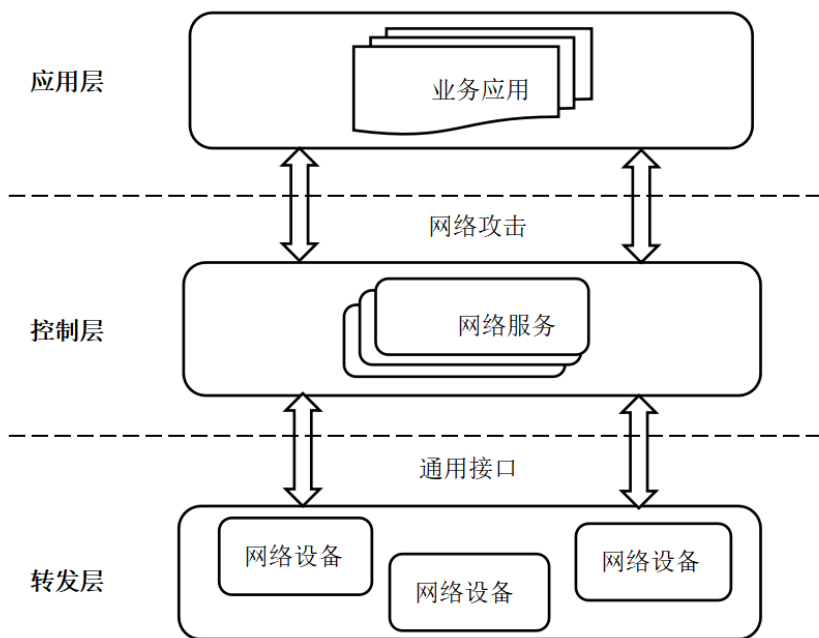 应用层
业务应用
网络攻击
控制层
网络服务
通用接口
转发层
网络设备
网络设备
网络设备